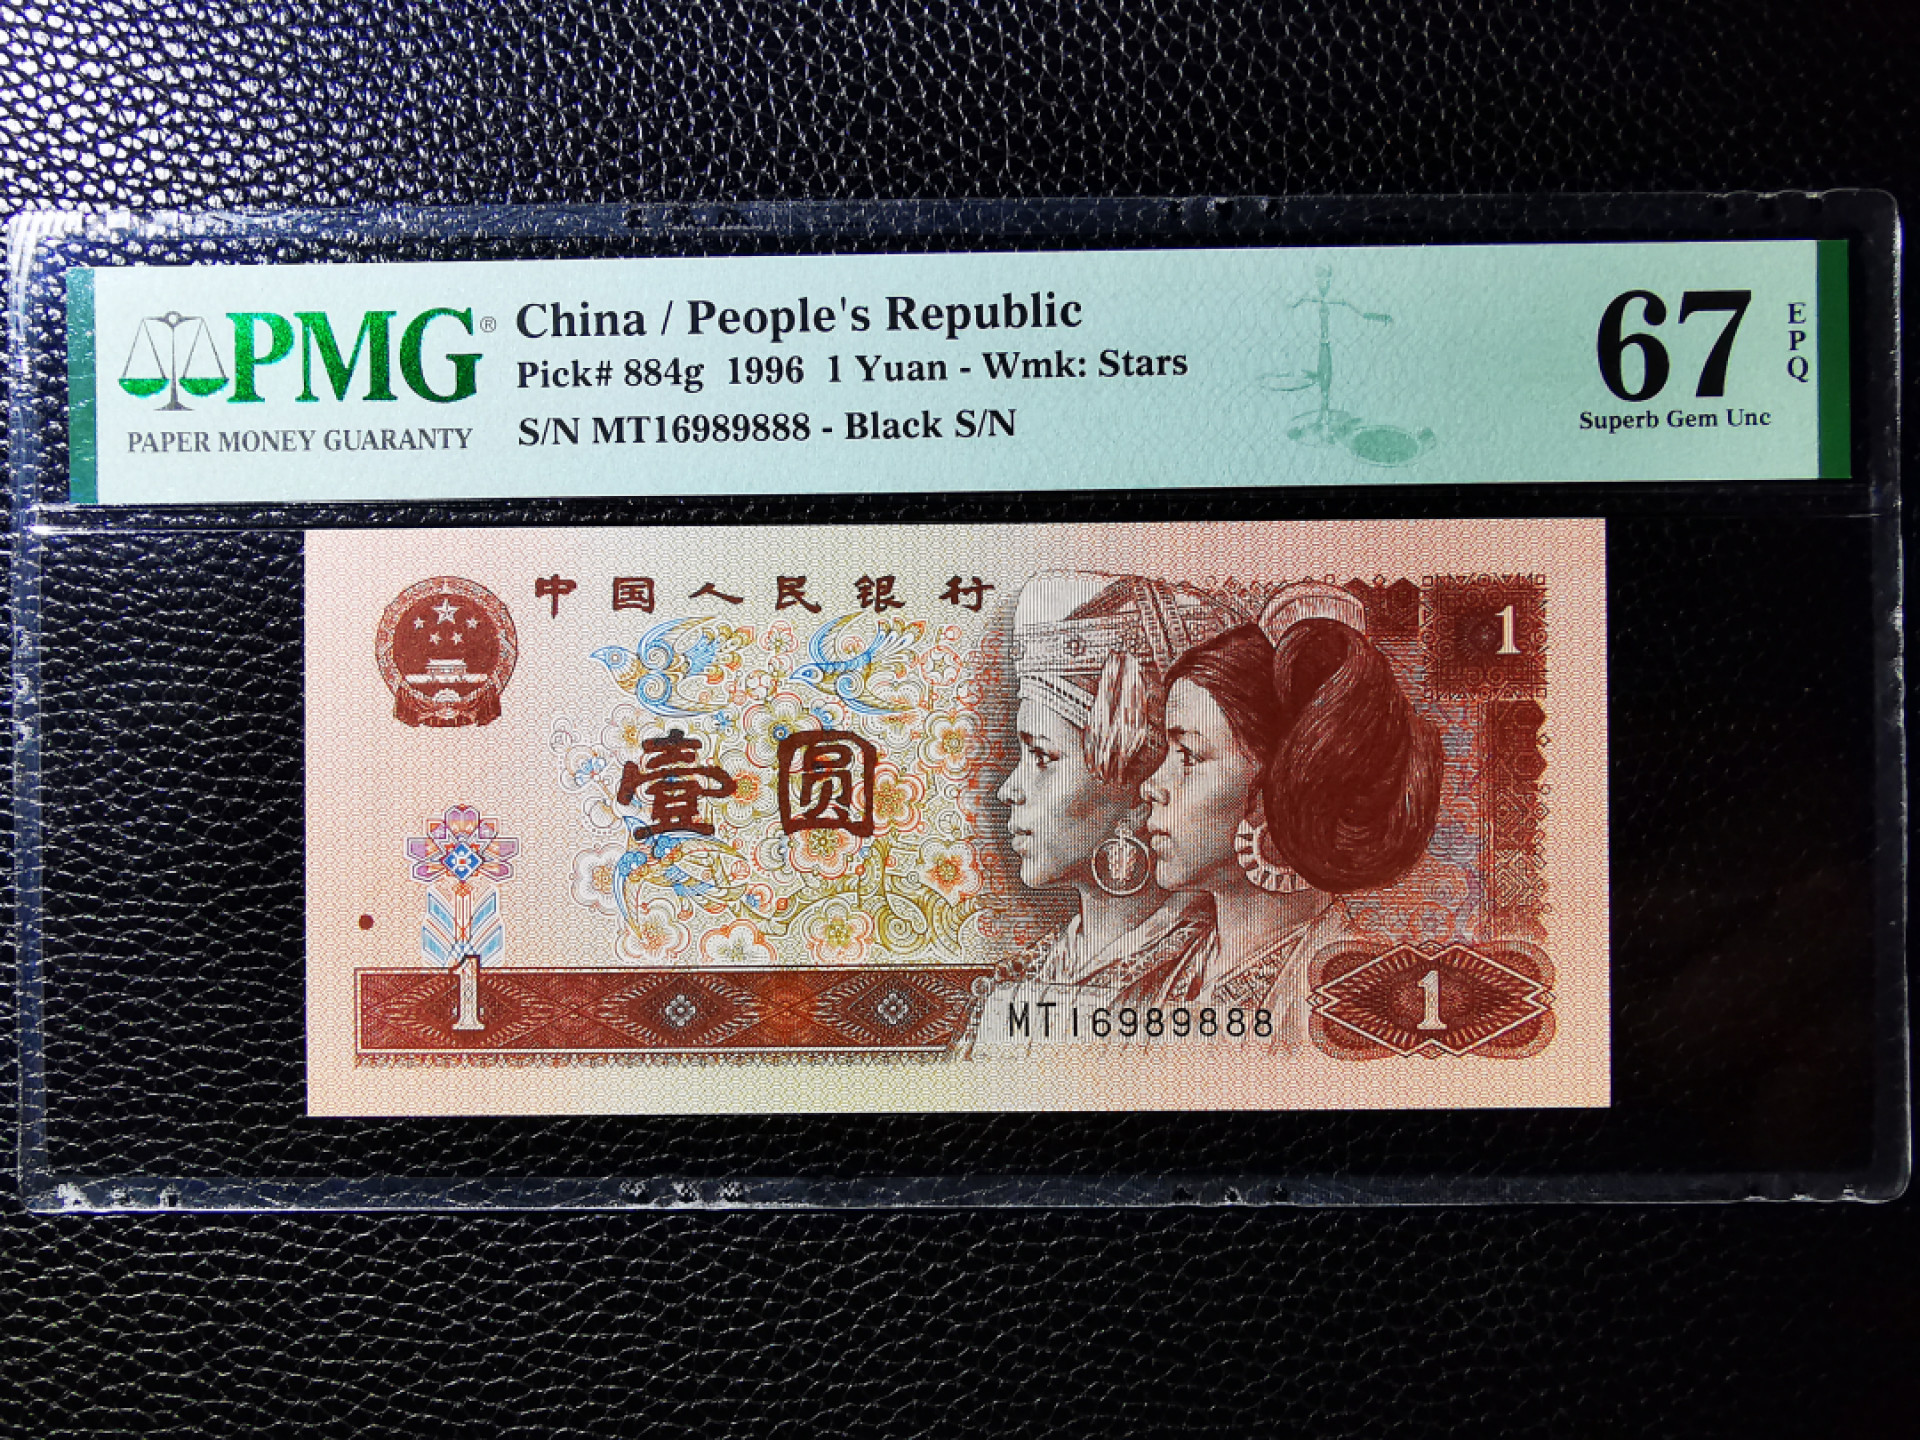 PMG®
PAPER MONEY GUARANTY
China / People's Republic
Pick# 884g 1996 1 Yuan - Wmk: Stars
S/N MT16989888 - Black S/N
67
EPQ
Superb Gem Unc
中国人民银行
1
壹圆
1
MT16989888
1